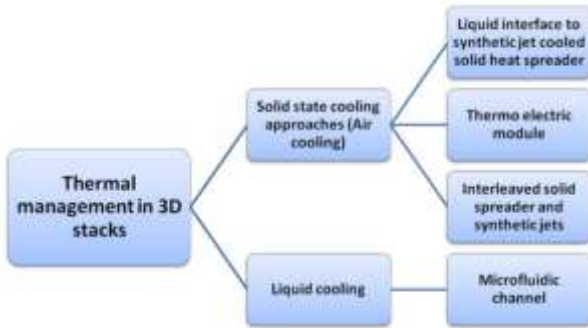 Liquid interface to
synthetic jet cooled
solid heat spreader
Solid state cooling
approaches (Air
cooling)
Thermo electric
module
Thermal
management in 3D
stacks
Interleaved solid
spreader and
synthetic jets
Liquid cooling
Microfluidic
channel